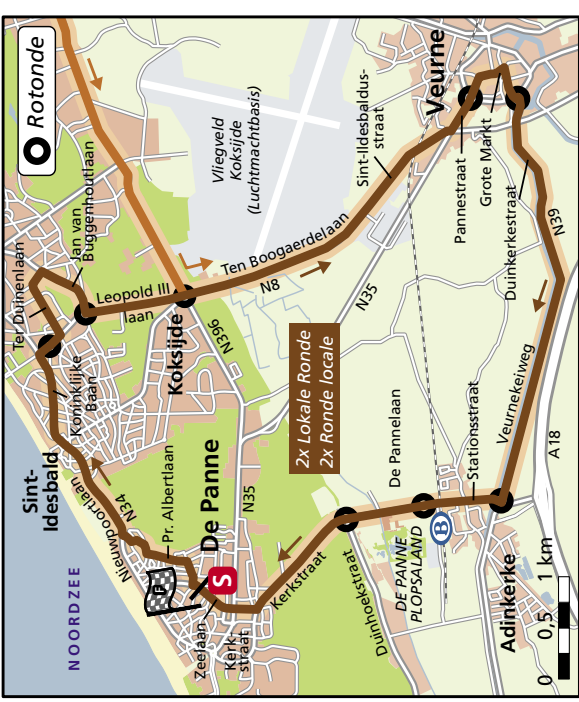 Rotonde
Veurne
Vliegveld
Koksijde
(Luchtmachtbasis)
Sint-Ildesbaldus-
straat
Pannestraat
Grote Markt
Duinkerkestraat
N39
Jan van
Buggenhoutlaan
Ter Duinenlaan
Leopold III
laan
Ten Boogaerdelaan
N8
N35
Koksijde
N396
Koninklijke
Baan
Sint-
Idesbald
2x Lokale Ronde
2x Ronde locale
De Pannelaan
Stationsstraat
Veurnekeiweg
A18
NOORDZEE
Nieuwpoortlaan
N34
Pr. Albertlaan
De Panne
N35
F
S
Zeelaan
Kerk-
straat
Kerkstraat
Duinhoekstraat
DE PANNE
PLOPSALAND
B
Adinkerke
0 0,5 1 km